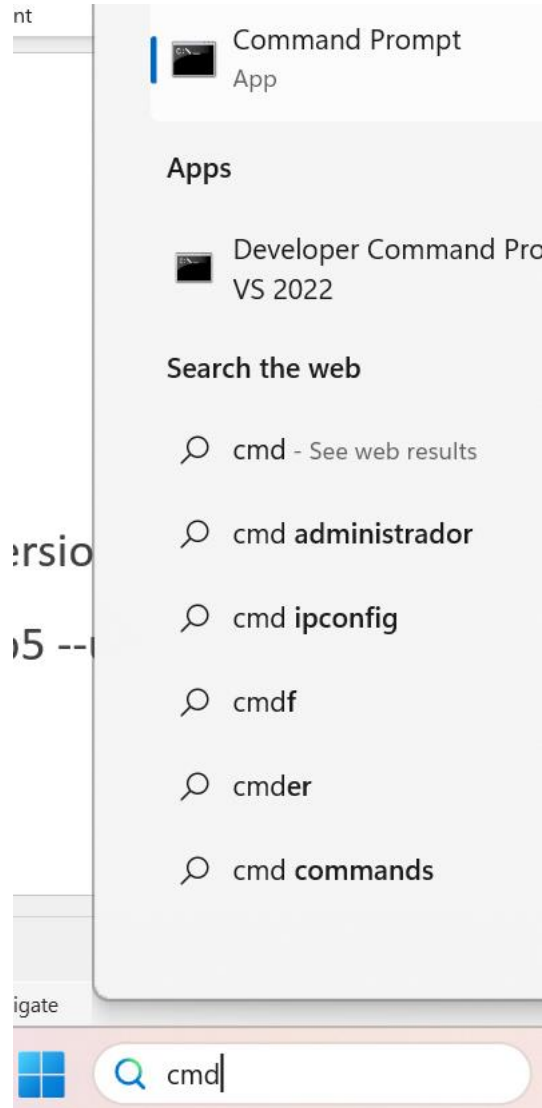 nt
Command Prompt
App
Apps
Developer Command Pro
VS 2022
Search the web
cmd - See web results
cmd administrador
cmd ipconfig
cmdf
cmder
cmd commands
ersio
5 --
igate
cmd